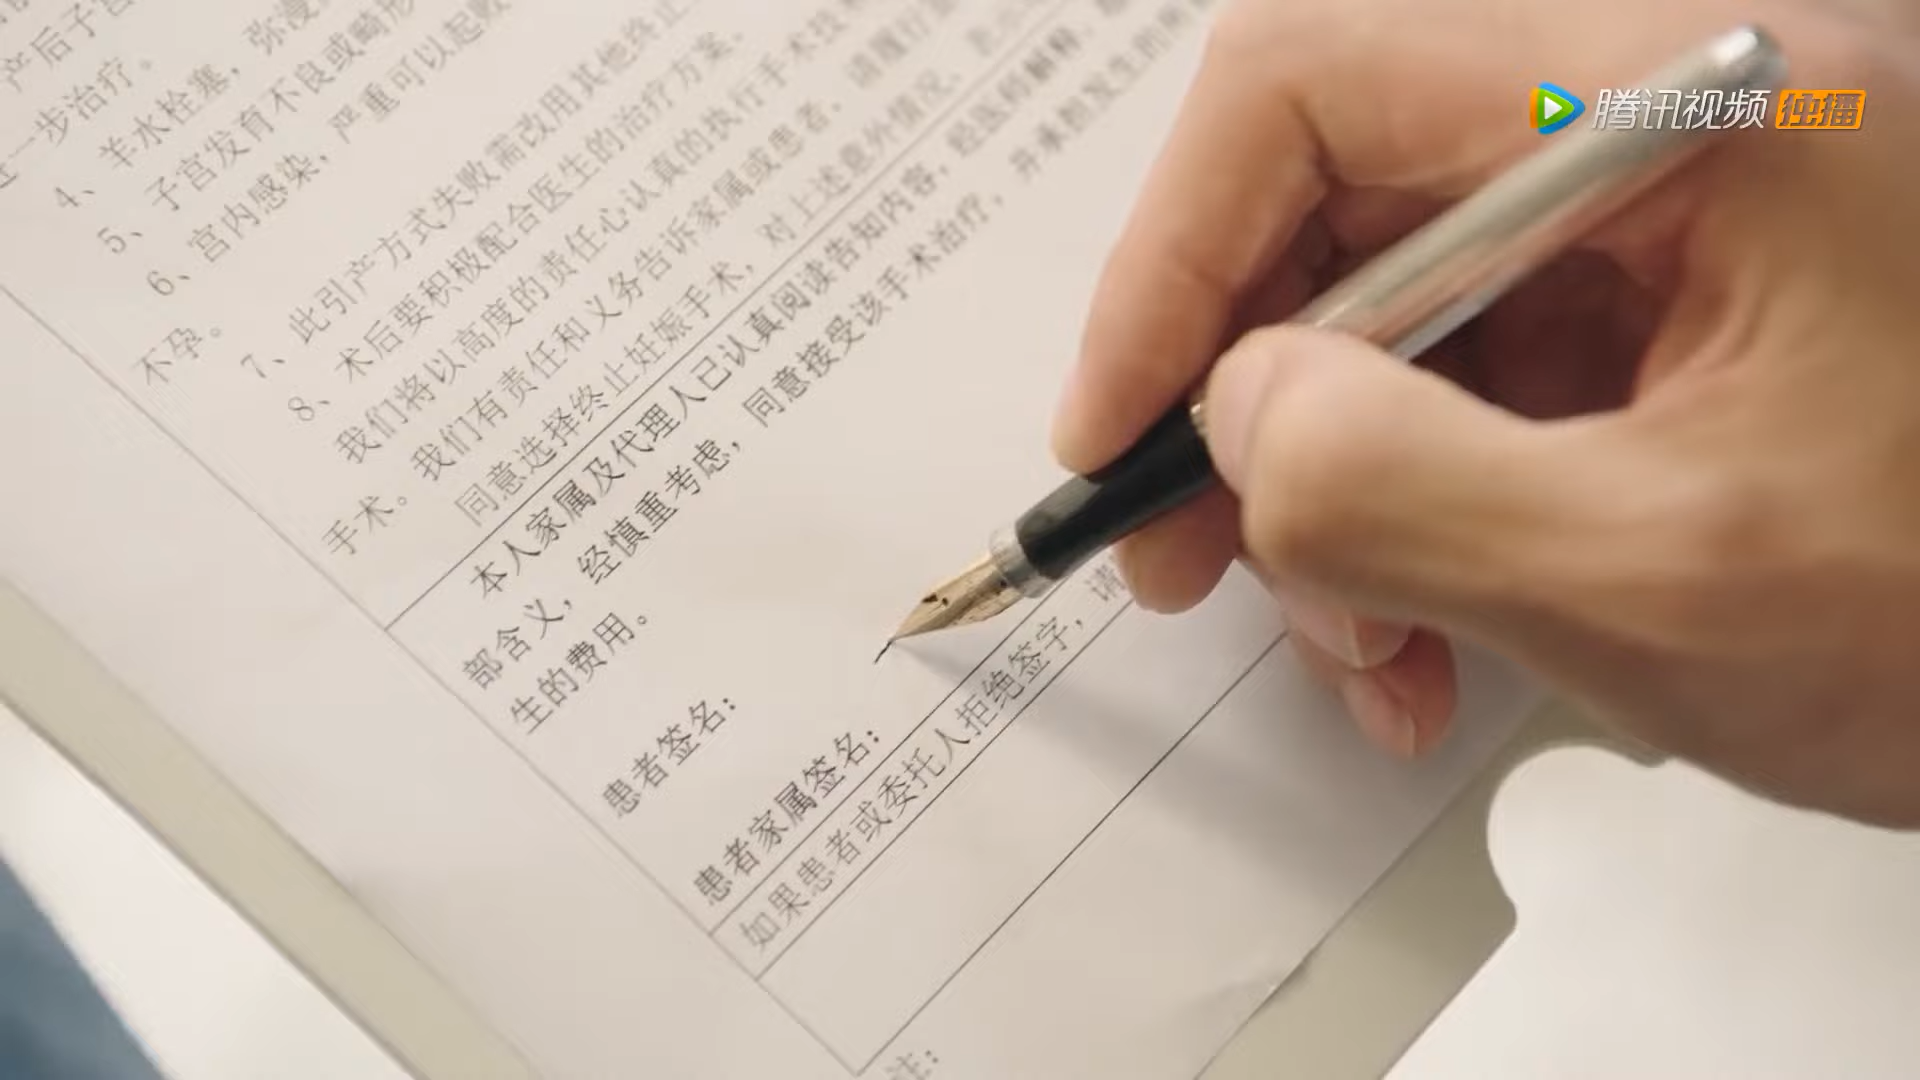 产后子宫
进一步治疗。
4、羊水栓塞，弥漫
5、子宫发育不良或畸形
6、宫内感染，严重可以起败
不孕。
7、此引产方式失败需改用其他终止
8、术后要积极配合医生的治疗方案。
我们将以高度的责任心认真的执行手术技
手术。我们有责任和义务告诉家属或患者，请履行签
同意选择终止妊娠手术，对上述意外情况，表示
本人家属及代理人已认真阅读告知内容，经医师解释，
部含义，经慎重考虑，同意接受该手术治疗，并承担发生的
生的费用。
患者签名：
患者家属签名：
如果患者或委托人拒绝签字，请
注：
腾讯视频 独播